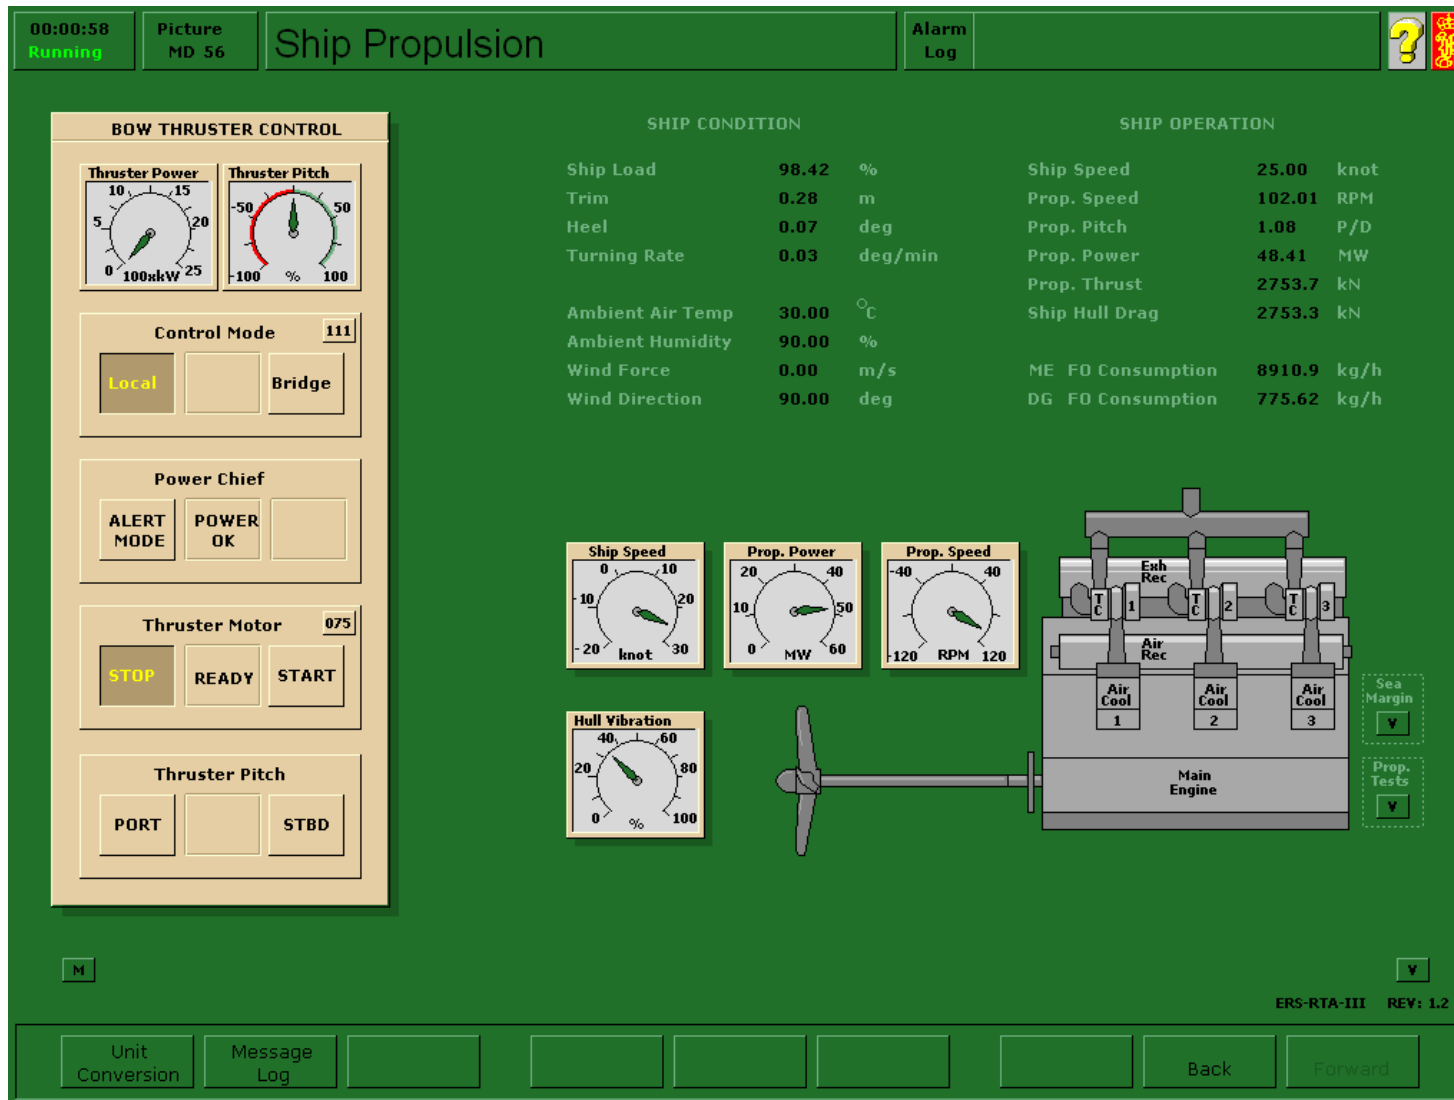 00:00:58
Running
Picture
MD 56
Ship Propulsion
Alarm
Log
?
BOW THRUSTER CONTROL
Thruster Power
10 15
5 20
0 25
100xkW
Thruster Pitch
-50 50
-100 % 100
Control Mode 111
Local Bridge
Power Chief
ALERT
MODE
POWER
OK
Thruster Motor 075
STOP READY START
Thruster Pitch
PORT STBD
SHIP CONDITION
Ship Load 98.42 %
Trim 0.28 m
Heel 0.07 deg
Turning Rate 0.03 deg/min
Ambient Air Temp 30.00 °C
Ambient Humidity 90.00 %
Wind Force 0.00 m/s
Wind Direction 90.00 deg
SHIP OPERATION
Ship Speed 25.00 knot
Prop. Speed 102.01 RPM
Prop. Pitch 1.08 P/D
Prop. Power 48.41 MW
Prop. Thrust 2753.7 kN
Ship Hull Drag 2753.3 kN
ME FO Consumption 8910.9 kg/h
DG FO Consumption 775.62 kg/h
Ship Speed
0 10
-10 20
-20 knot 30
Prop. Power
20 40
10 50
0 MW 60
Prop. Speed
-40 40
-120 RPM 120
Hull Vibration
40 60
20 80
0 % 100
Exh
Rec
TC 1
TC 2
TC 3
Air
Rec
Air
Cool
1
Air
Cool
2
Air
Cool
3
Main
Engine
Sea
Margin
V
Prop.
Tests
V
M
V
ERS-RTA-III REV: 1.2
Unit
Conversion
Message
Log
Back
Forward